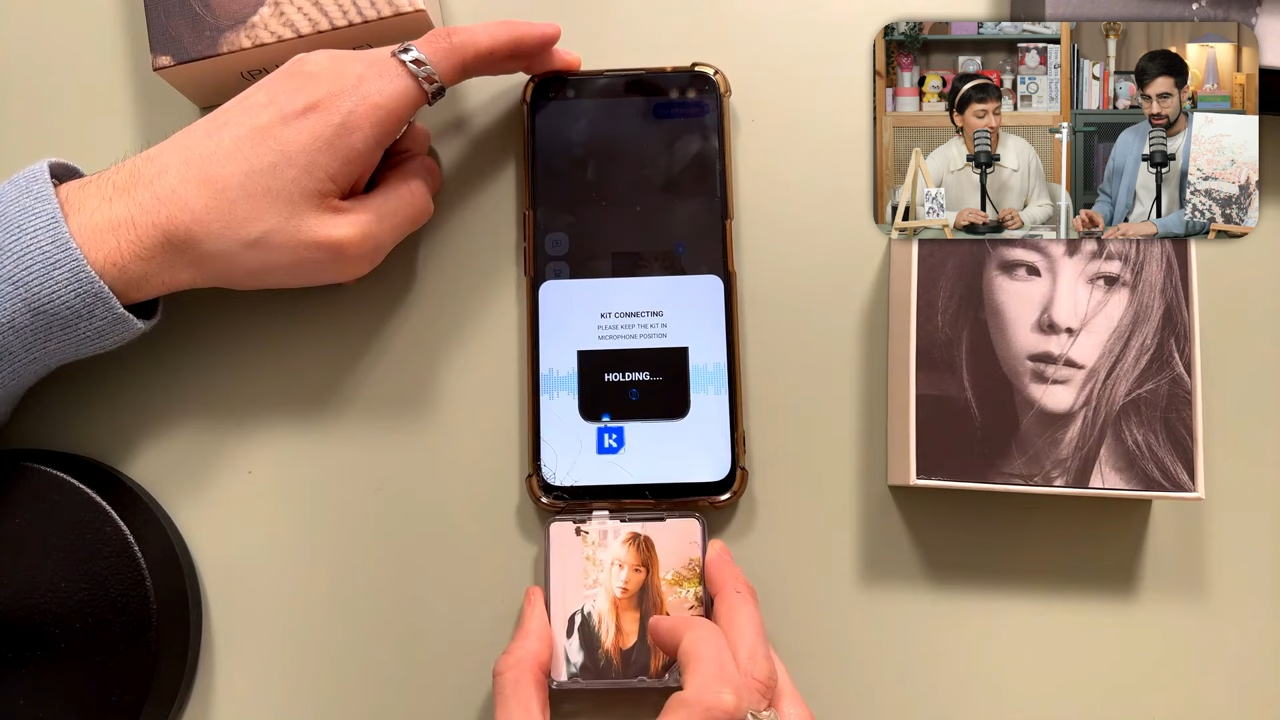 KiT CONNECTING
PLEASE KEEP THE KiT IN
MICROPHONE POSITION
HOLDING....
K